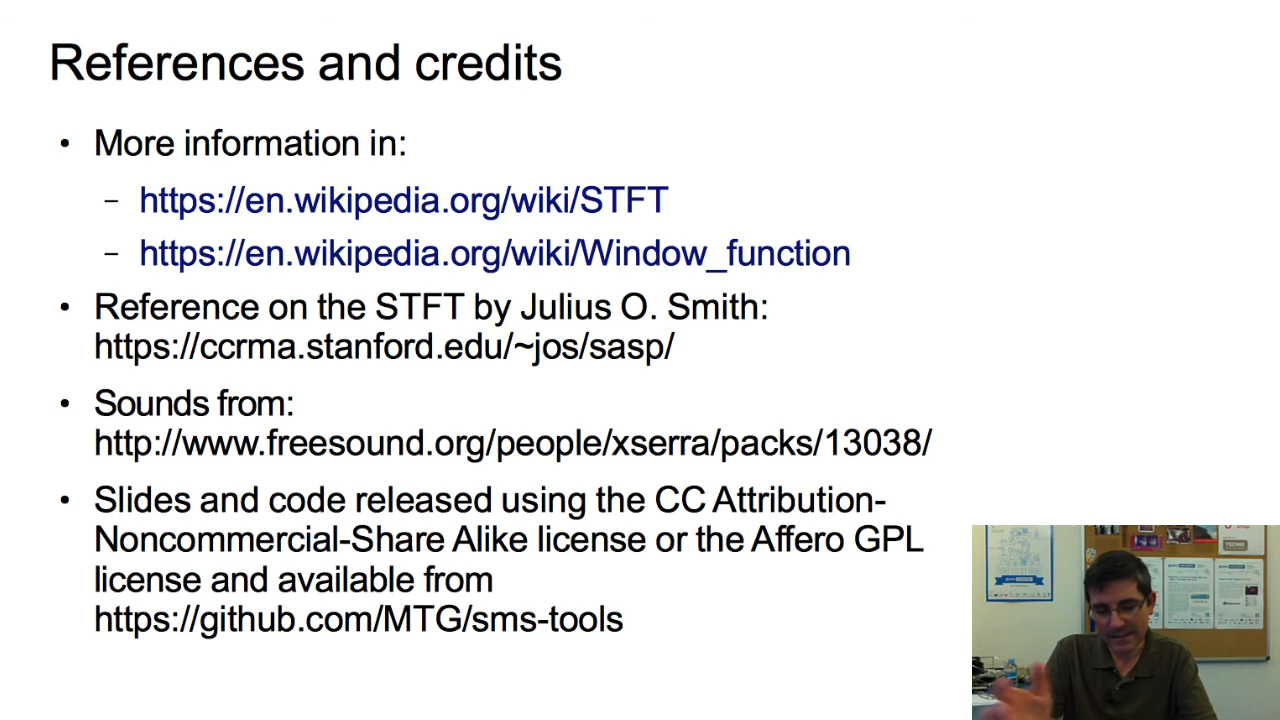 References and credits
• More information in:
– https://en.wikipedia.org/wiki/STFT
– https://en.wikipedia.org/wiki/Window_function
• Reference on the STFT by Julius O. Smith:
https://ccrma.stanford.edu/~jos/sasp/
• Sounds from:
http://www.freesound.org/people/xserra/packs/13038/
• Slides and code released using the CC Attribution-
Noncommercial-Share Alike license or the Affero GPL
license and available from
https://github.com/MTG/sms-tools